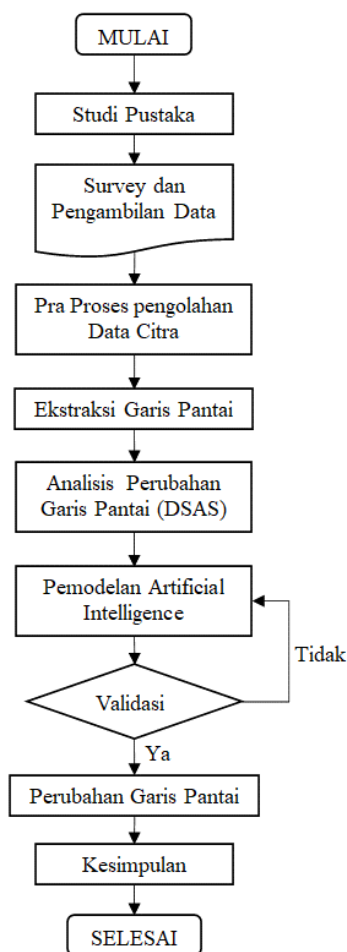 MULAI
Studi Pustaka
Survey dan
Pengambilan Data
Pra Proses pengolahan
Data Citra
Ekstraksi Garis Pantai
Analisis Perubahan
Garis Pantai (DSAS)
Pemodelan Artificial
Intelligence
Tidak
Validasi
Ya
Perubahan Garis Pantai
Kesimpulan
SELESAI